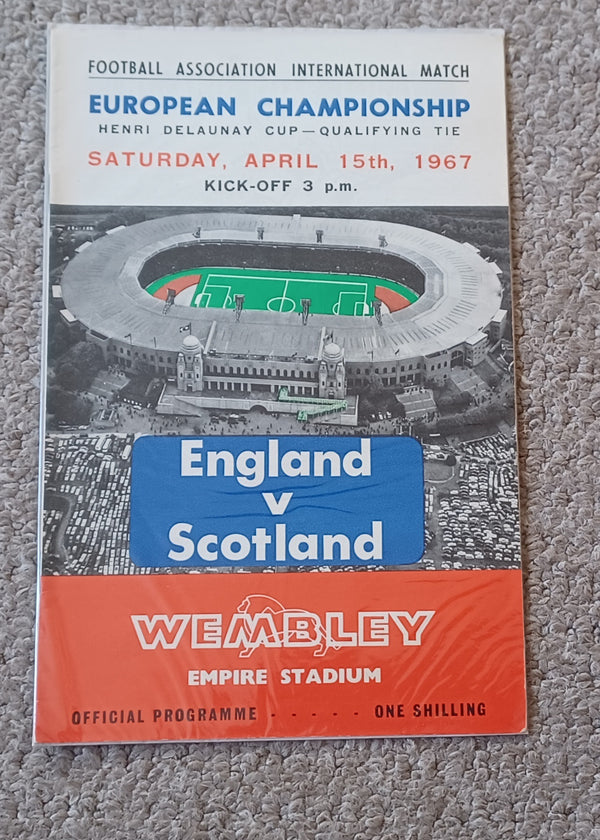 FOOTBALL ASSOCIATION INTERNATIONAL MATCH
EUROPEAN CHAMPIONSHIP
HENRI DELAUNAY CUP—QUALIFYING TIE
SATURDAY, APRIL 15th, 1967
KICK-OFF 3 p.m.
England
v
Scotland
WEMBLEY
EMPIRE STADIUM
OFFICIAL PROGRAMME - - - - - ONE SHILLING